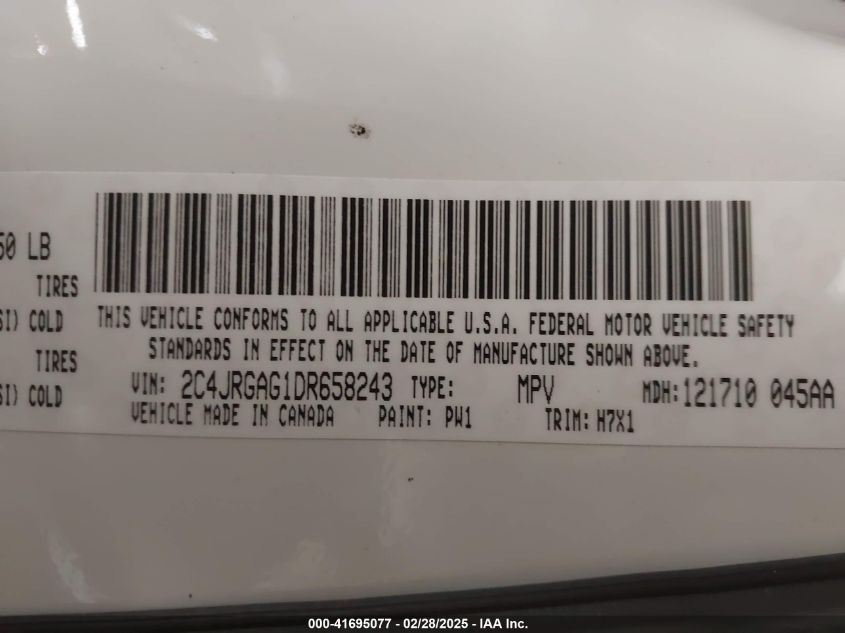 50 LB
TIRES
SI) COLD
TIRES
SI) COLD
THIS VEHICLE CONFORMS TO ALL APPLICABLE U.S.A. FEDERAL MOTOR VEHICLE SAFETY
STANDARDS IN EFFECT ON THE DATE OF MANUFACTURE SHOWN ABOVE.
VIN: 2C4JRGAG1DR658243 TYPE: MPV MDH:121710 045AA
VEHICLE MADE IN CANADA PAINT: PW1 TRIM: H7X1
000-41695077 — 02/28/2025 - IAA Inc.